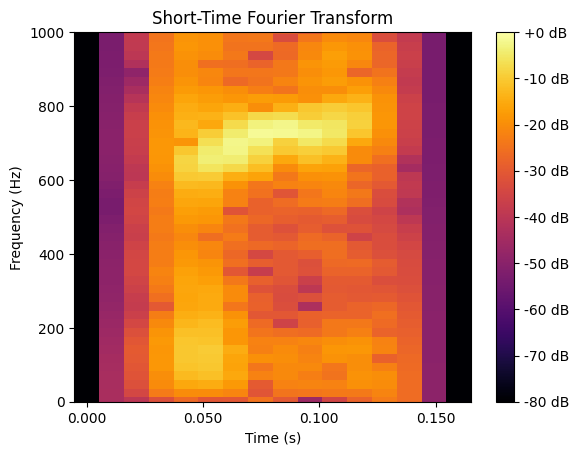 Short-Time Fourier Transform
1000
800
600
400
200
0
Frequency (Hz)
0.000
0.050
0.100
0.150
Time (s)
+0 dB
-10 dB
-20 dB
-30 dB
-40 dB
-50 dB
-60 dB
-70 dB
-80 dB